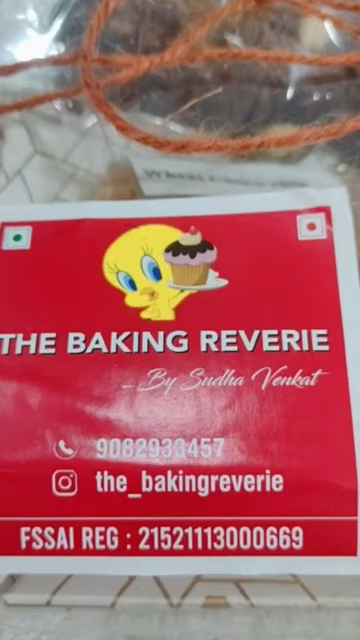 THE BAKING REVERIE
_ By Sudha Venkat
9082933457
the_bakingreverie
FSSAI REG : 21521113000669